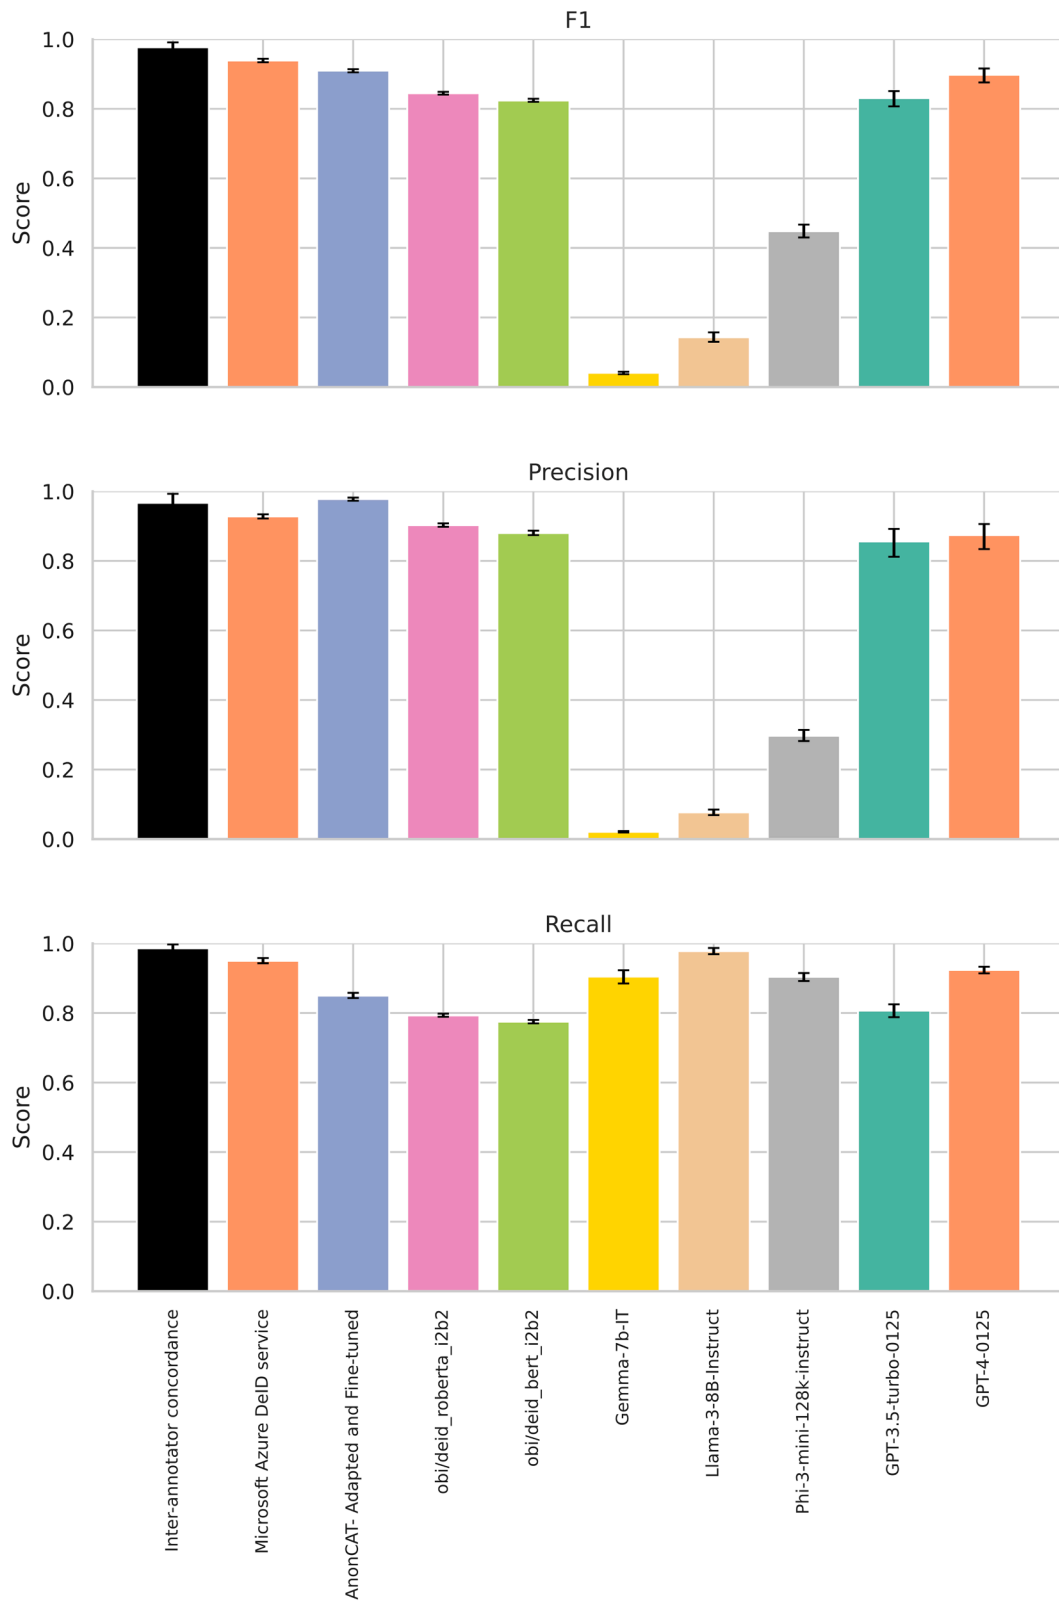 F1
1.0
0.8
0.6
0.4
0.2
0.0
Score
Precision
1.0
0.8
0.6
0.4
0.2
0.0
Score
Recall
1.0
0.8
0.6
0.4
0.2
0.0
Score
Inter-annotator concordance
Microsoft Azure DeID service
AnonCAT- Adapted and Fine-tuned
obi/deid_roberta_i2b2
obi/deid_bert_i2b2
Gemma-7b-IT
Llama-3-8B-Instruct
Phi-3-mini-128k-instruct
GPT-3.5-turbo-0125
GPT-4-0125